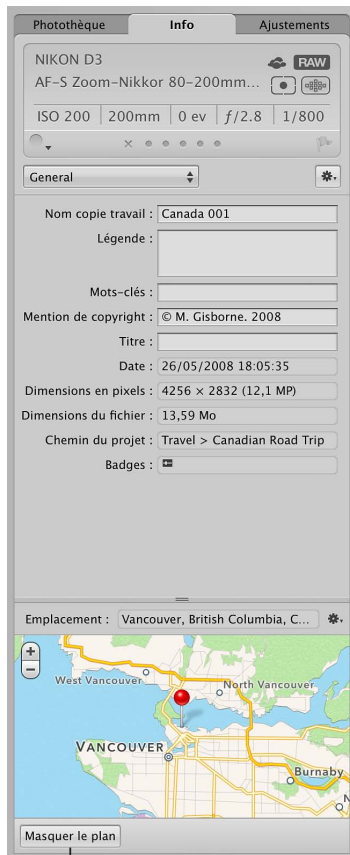 Photothèque Info Ajustements
NIKON D3 RAW
AF-S Zoom-Nikkor 80-200mm...
ISO 200 200mm 0 ev ƒ/2.8 1/800
General
Nom copie travail : Canada 001
Légende :
Mots-clés :
Mention de copyright : © M. Gisborne. 2008
Titre :
Date : 26/05/2008 18:05:35
Dimensions en pixels : 4256 × 2832 (12,1 MP)
Dimensions du fichier : 13,59 Mo
Chemin du projet : Travel > Canadian Road Trip
Badges :
Emplacement : Vancouver, British Columbia, C...
West Vancouver
North Vancouver
VANCOUVER
Burnaby
N
Masquer le plan